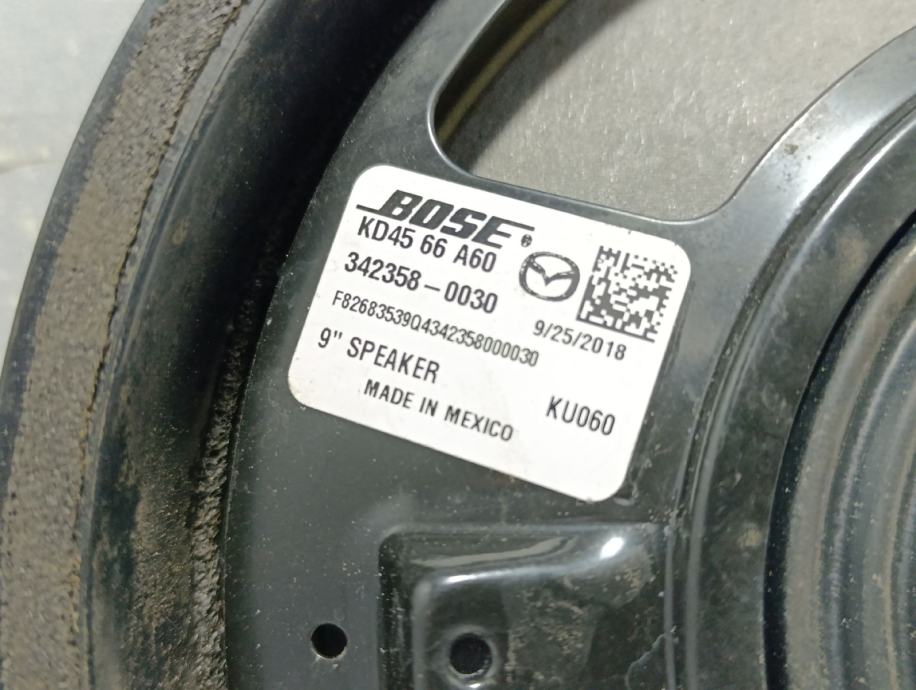 BOSE®
KD45 66 A60
342358-0030
9/25/2018
F82683539Q4342358000030
9" SPEAKER
KU060
MADE IN MEXICO